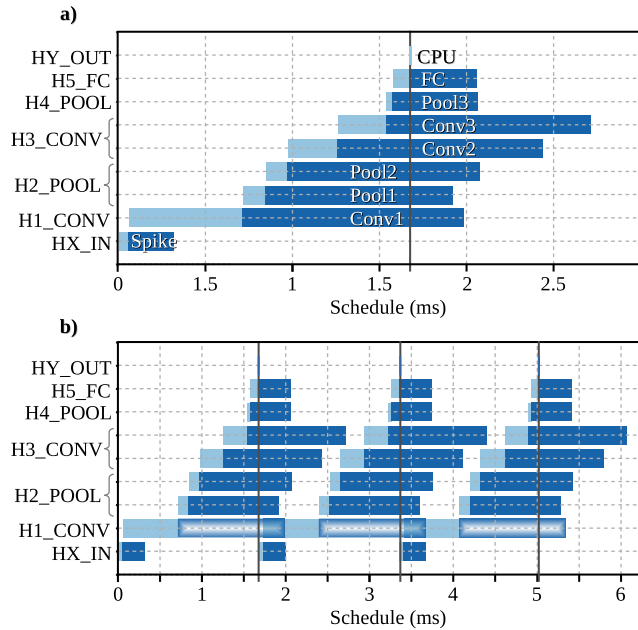 a)
HY_OUT
CPU
H5_FC
FC
H4_POOL
Pool3
Conv3
H3_CONV
Conv2
Pool2
H2_POOL
Pool1
H1_CONV
Conv1
HX_IN
Spike
0 1.5 1 1.5 2 2.5
Schedule (ms)
b)
HY_OUT
H5_FC
H4_POOL
H3_CONV
H2_POOL
H1_CONV
HX_IN
0 1 2 3 4 5 6
Schedule (ms)